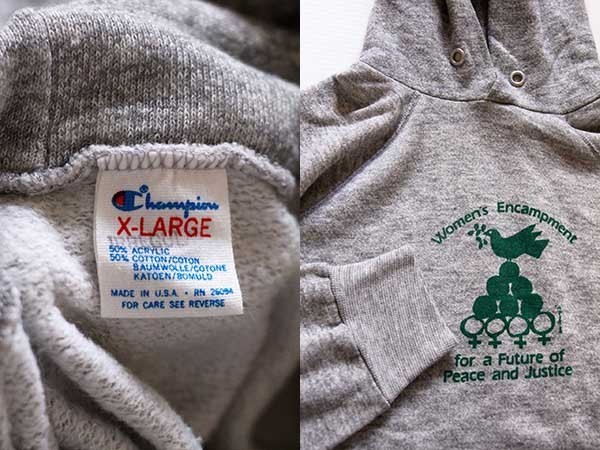 Champion
X-LARGE
50% ACRYLIC
50% COTTON/COTON
BAUMWOLLE/COTONE
KATOEN/BOMULD
MADE IN U.S.A. • RN 26094
FOR CARE SEE REVERSE
Women's Encampment
for a Future of
Peace and Justice